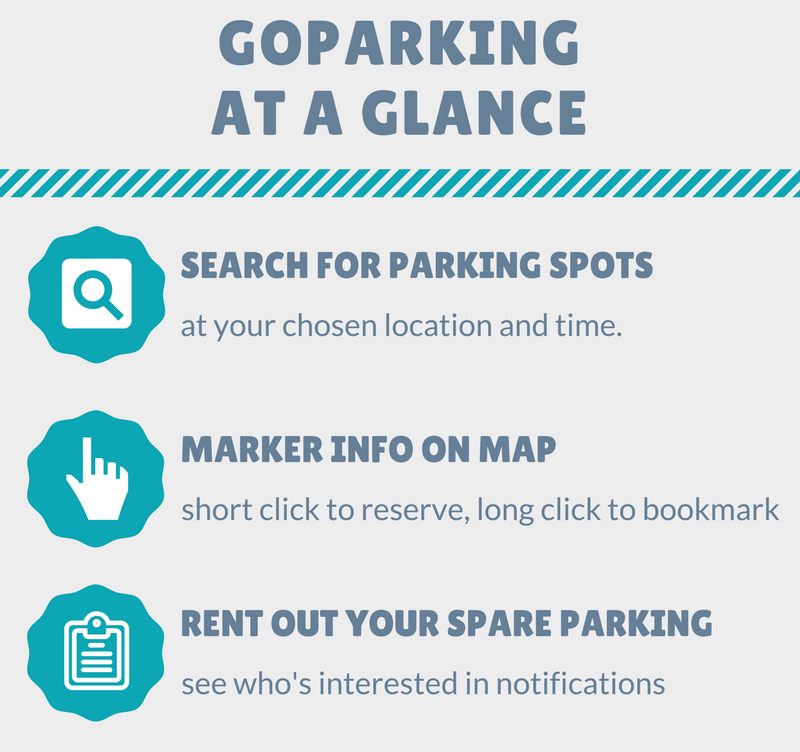 GOPARKING
AT A GLANCE
SEARCH FOR PARKING SPOTS
at your chosen location and time.
MARKER INFO ON MAP
short click to reserve, long click to bookmark
RENT OUT YOUR SPARE PARKING
see who's interested in notifications